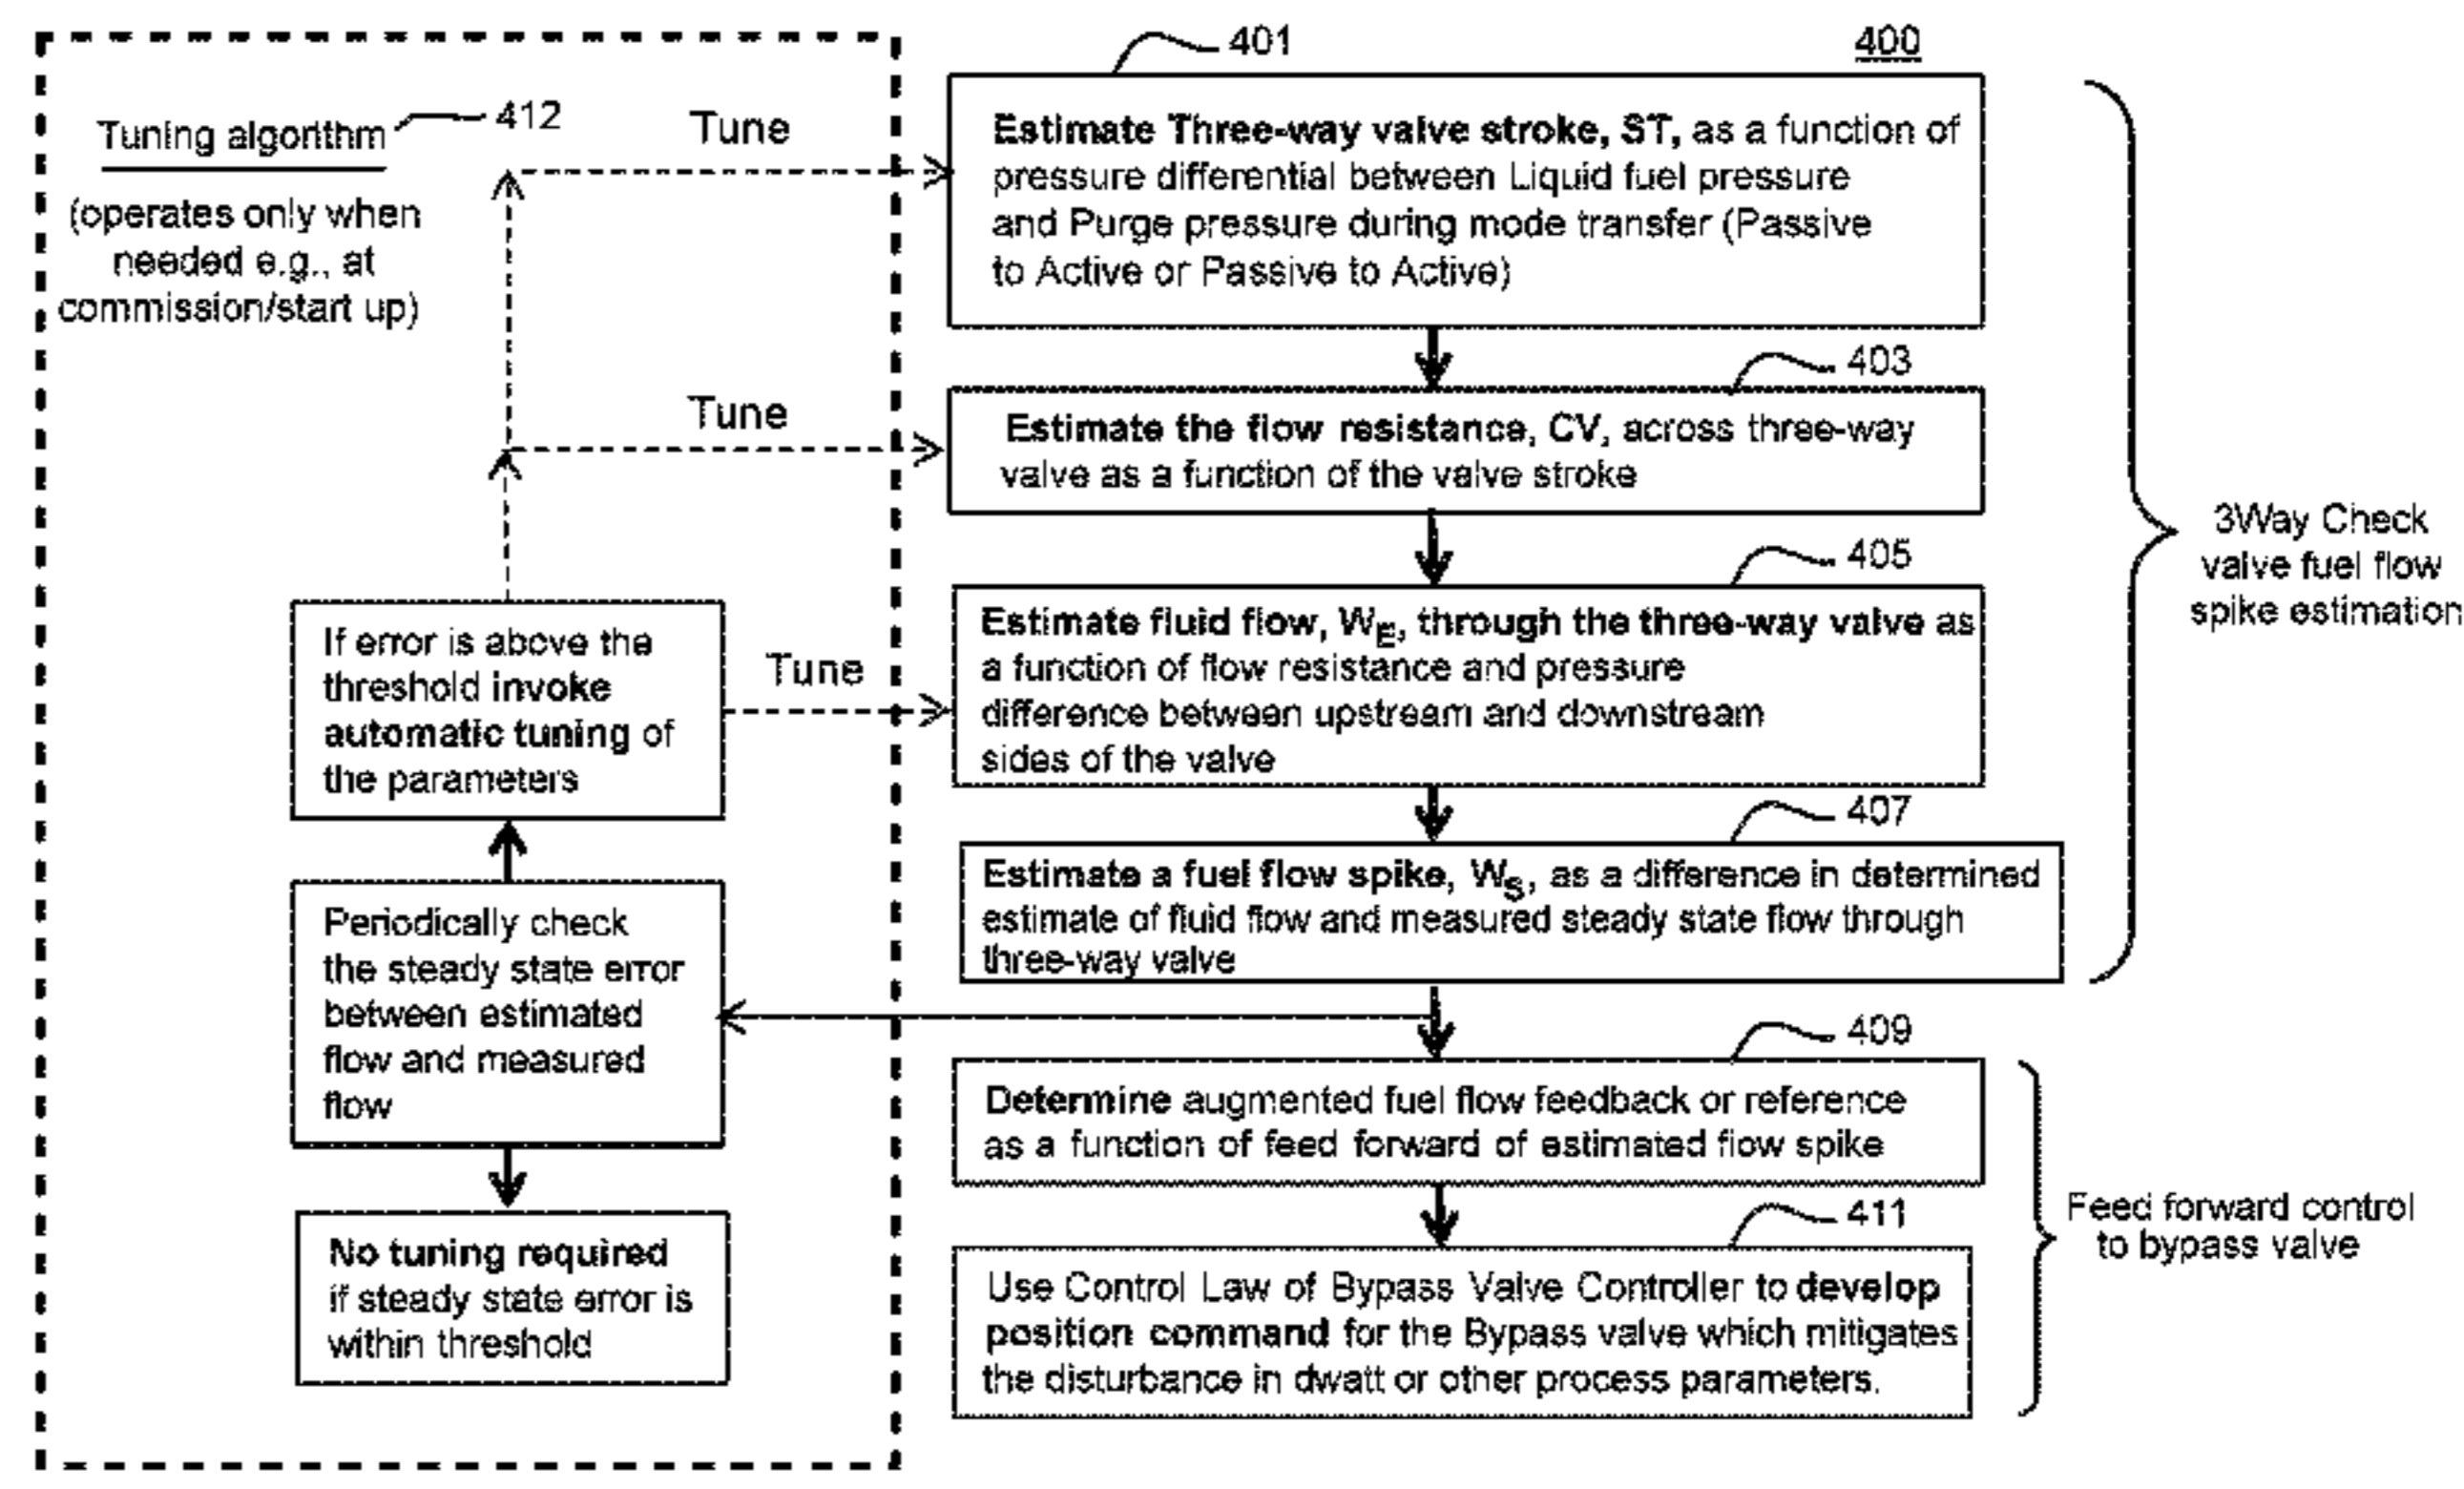 400
401
Estimate Three-way valve stroke, ST, as a function of
pressure differential between Liquid fuel pressure
and Purge pressure during mode transfer (Passive
to Active or Passive to Active)
403
Estimate the flow resistance, CV, across three-way
valve as a function of the valve stroke
405
Estimate fluid flow, WE, through the three-way valve as
a function of flow resistance and pressure
difference between upstream and downstream
sides of the valve
407
Estimate a fuel flow spike, WS, as a difference in determined
estimate of fluid flow and measured steady state flow through
three-way valve
409
Determine augmented fuel flow feedback or reference
as a function of feed forward of estimated flow spike
411
Use Control Law of Bypass Valve Controller to develop
position command for the Bypass valve which mitigates
the disturbance in dwatt or other process parameters.
3Way Check
valve fuel flow
spike estimation
Feed forward control
to bypass valve
Tuning algorithm
412
(operates only when
needed e.g., at
commission/start up)
Tune
Tune
Tune
If error is above the
threshold invoke
automatic tuning of
the parameters
Periodically check
the steady state error
between estimated
flow and measured
flow
No tuning required
if steady state error is
within threshold